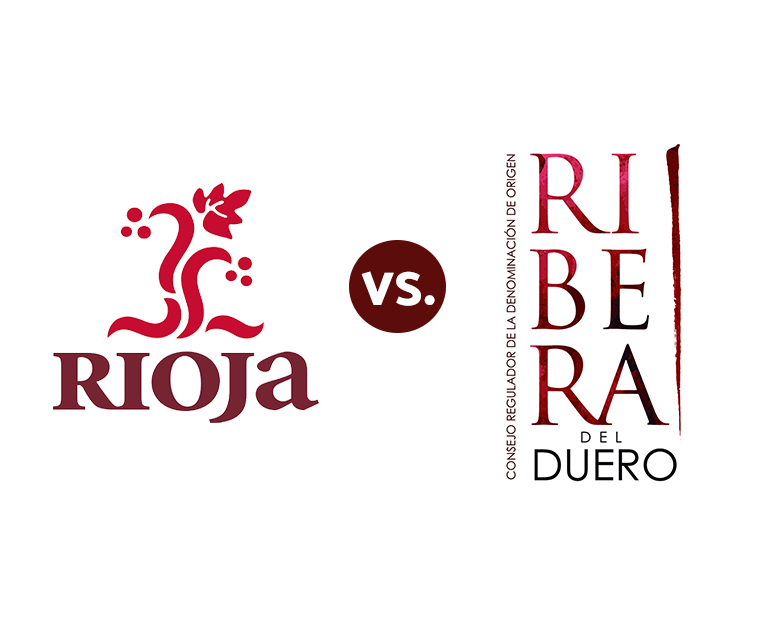 RIOJa
vs.
CONSEJO REGULADOR DE LA DENOMINACIÓN DE ORIGEN
RI
BE
RA
DEL
DUERO